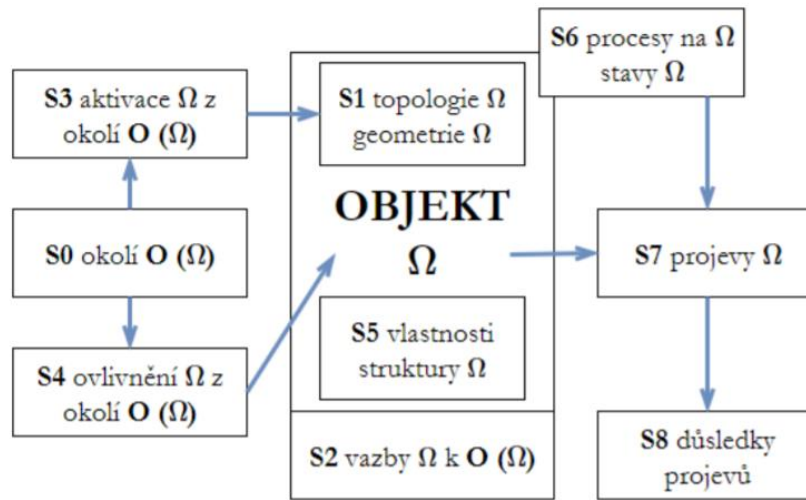 S6 procesy na Ω
stavy Ω
S3 aktivace Ω z
okolí O (Ω)
S1 topologie Ω
geometrie Ω
S0 okolí O (Ω)
OBJEKT
Ω
S7 projevy Ω
S4 ovlivnění Ω z
okolí O (Ω)
S5 vlastnosti
struktury Ω
S2 vazby Ω k O (Ω)
S8 důsledky
projevů